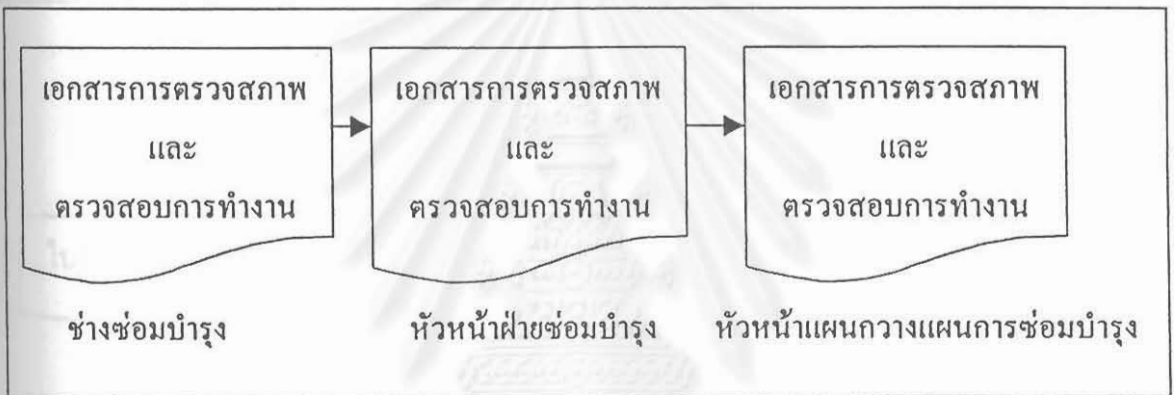 เอกสารการตรวจสภาพ
และ
ตรวจสอบการทำงาน
ช่างซ่อมบำรุง
เอกสารการตรวจสภาพ
และ
ตรวจสอบการทำงาน
หัวหน้าฝ่ายซ่อมบำรุง
เอกสารการตรวจสภาพ
และ
ตรวจสอบการทำงาน
หัวหน้าแผนกวางแผนการซ่อมบำรุง